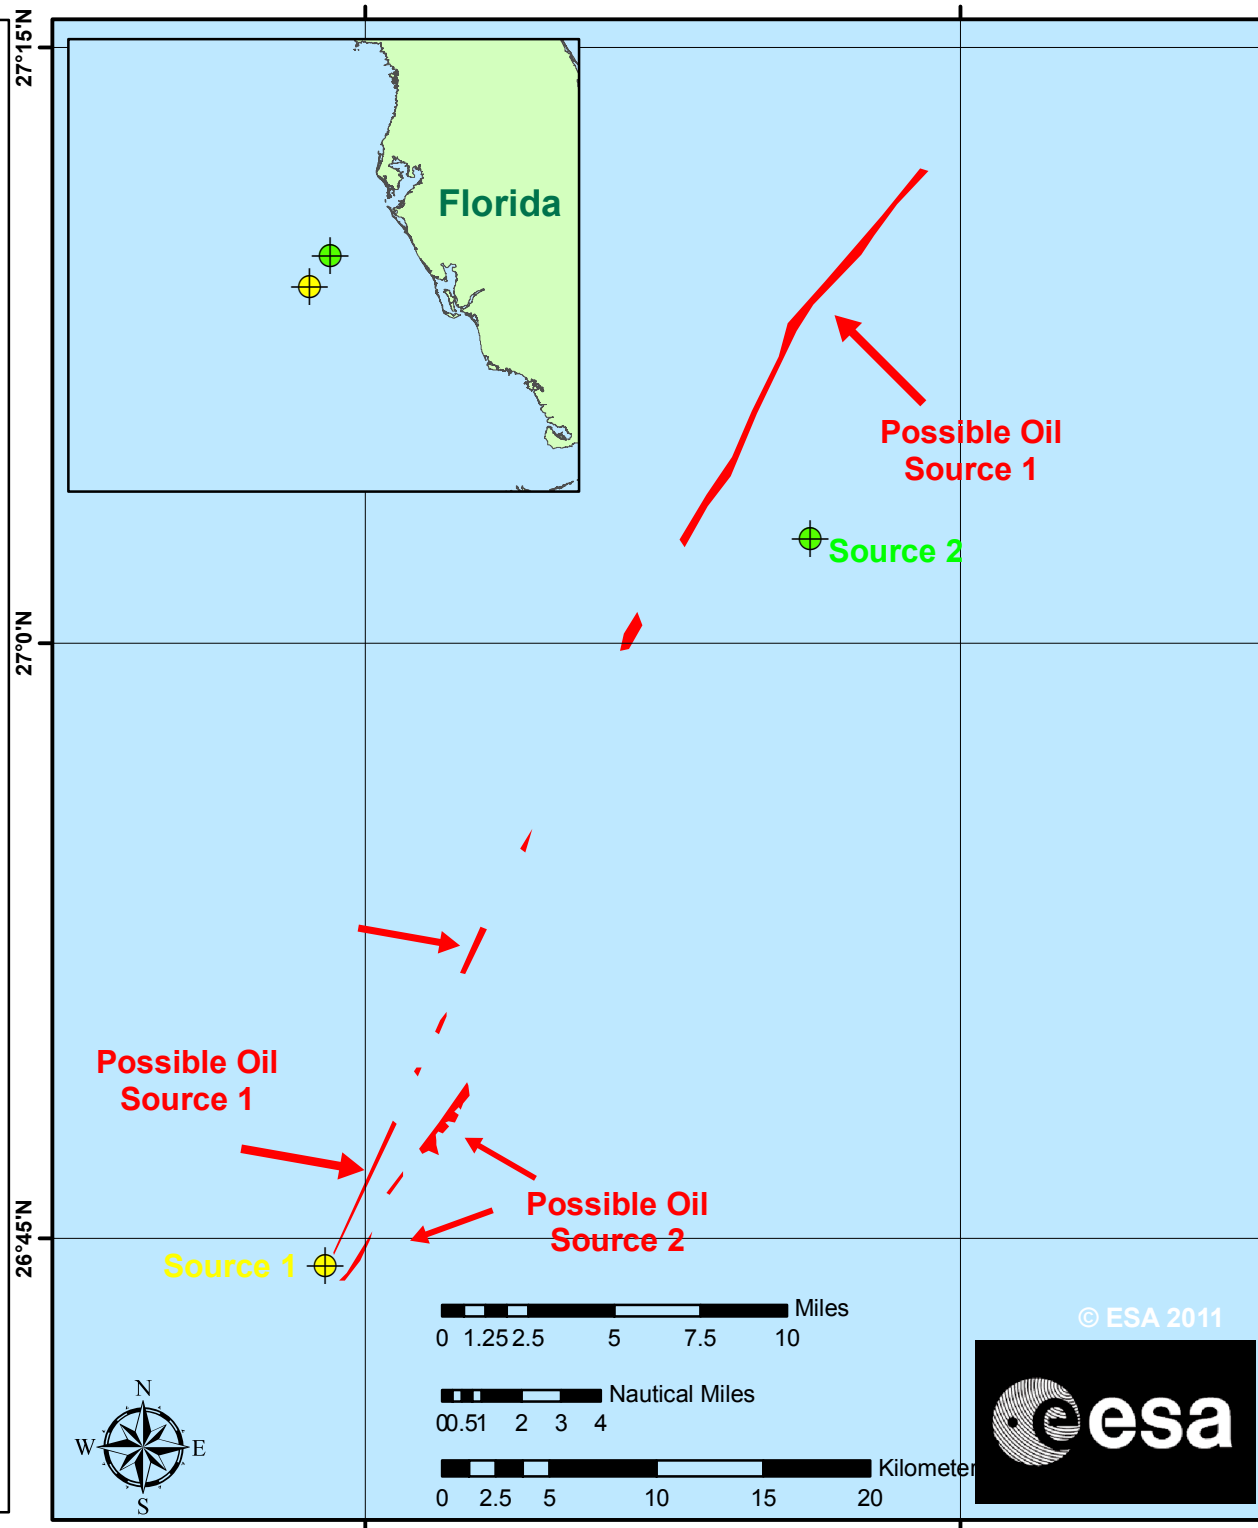 27°15'N
Florida
Possible Oil
Source 1
Source 2
27°0'N
Possible Oil
Source 1
Possible Oil
Source 2
26°45'N
Source 1
Miles
0 1.25 2.5 5 7.5 10
© ESA 2011
Nautical Miles
0 0.5 1 2 3 4
Kilometer
0 2.5 5 10 15 20
N
W E
S
esa